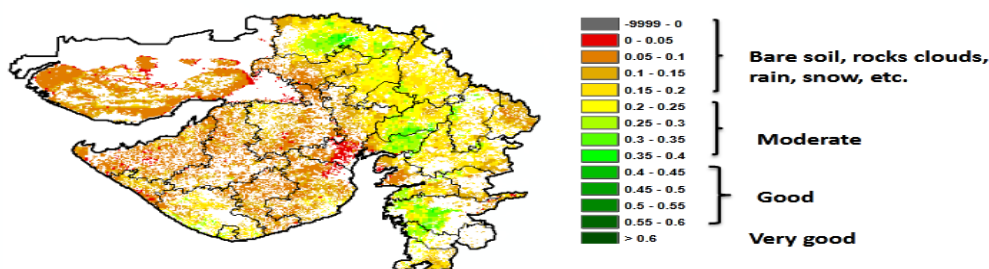 -9999 - 0
0 - 0.05
0.05 - 0.1
0.1 - 0.15
0.15 - 0.2
0.2 - 0.25
0.25 - 0.3
0.3 - 0.35
0.35 - 0.4
0.4 - 0.45
0.45 - 0.5
0.5 - 0.55
0.55 - 0.6
> 0.6
Bare soil, rocks clouds,
rain, snow, etc.
Moderate
Good
Very good